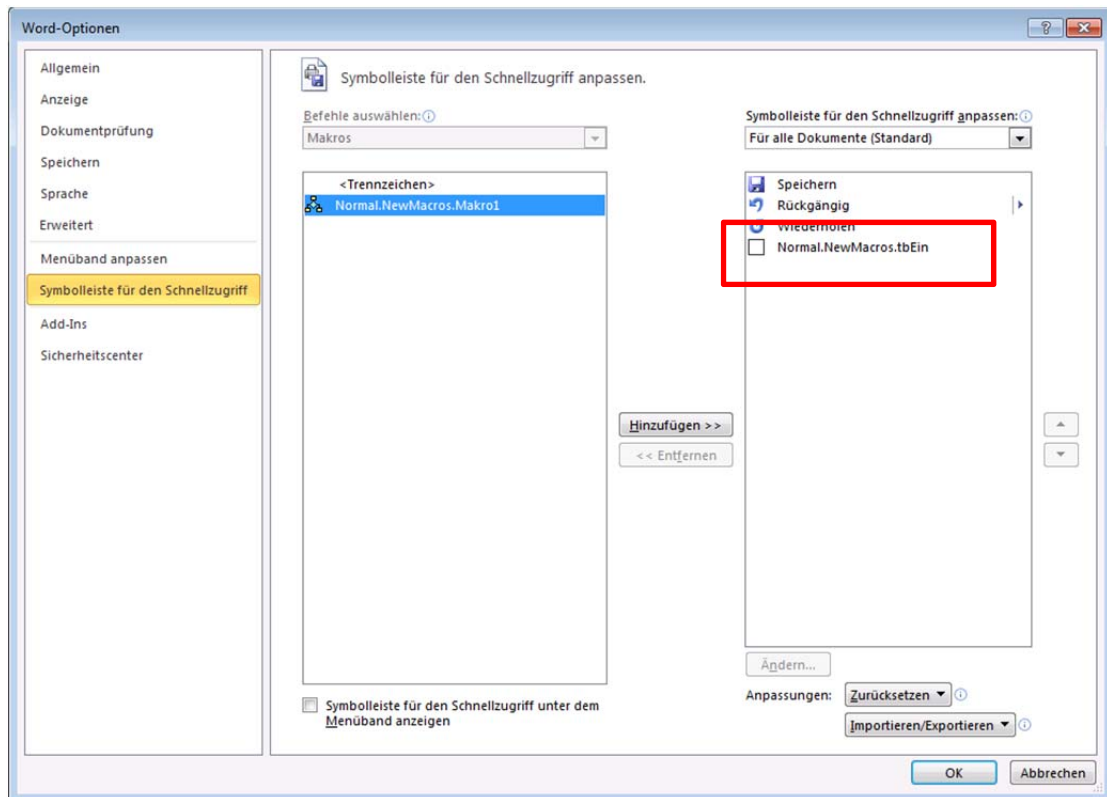 Word-Optionen
Allgemein
Anzeige
Dokumentprüfung
Speichern
Sprache
Erweitert
Menüband anpassen
Symbolleiste für den Schnellzugriff
Add-Ins
Sicherheitscenter
Symbolleiste für den Schnellzugriff anpassen.
Befehle auswählen:
Makros
<Trennzeichen>
Normal.NewMacros.Makro1
Symbolleiste für den Schnellzugriff unter dem
Menüband anzeigen
Hinzufügen >>
<< Entfernen
Symbolleiste für den Schnellzugriff anpassen:
Für alle Dokumente (Standard)
Speichern
Rückgängig
Wiederholen
Normal.NewMacros.tbEin
Ändern...
Anpassungen:
Zurücksetzen
Importieren/Exportieren
OK
Abbrechen